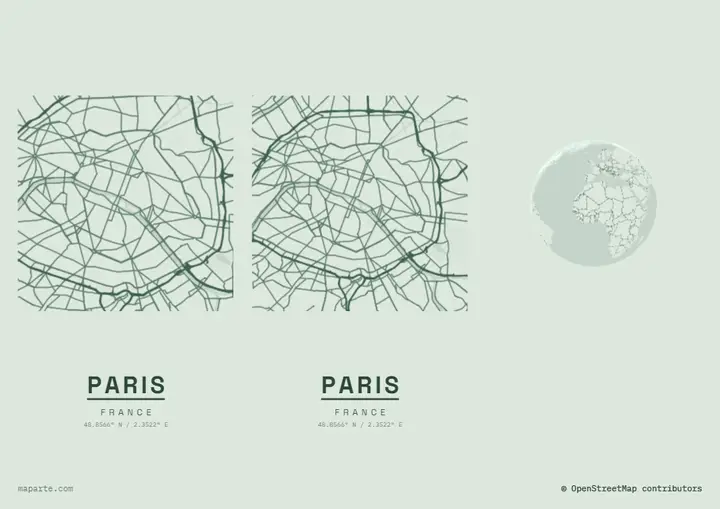 PARIS
FRANCE
48.8566° N / 2.3522° E
PARIS
FRANCE
48.8566° N / 2.3522° E
maparte.com
© OpenStreetMap contributors